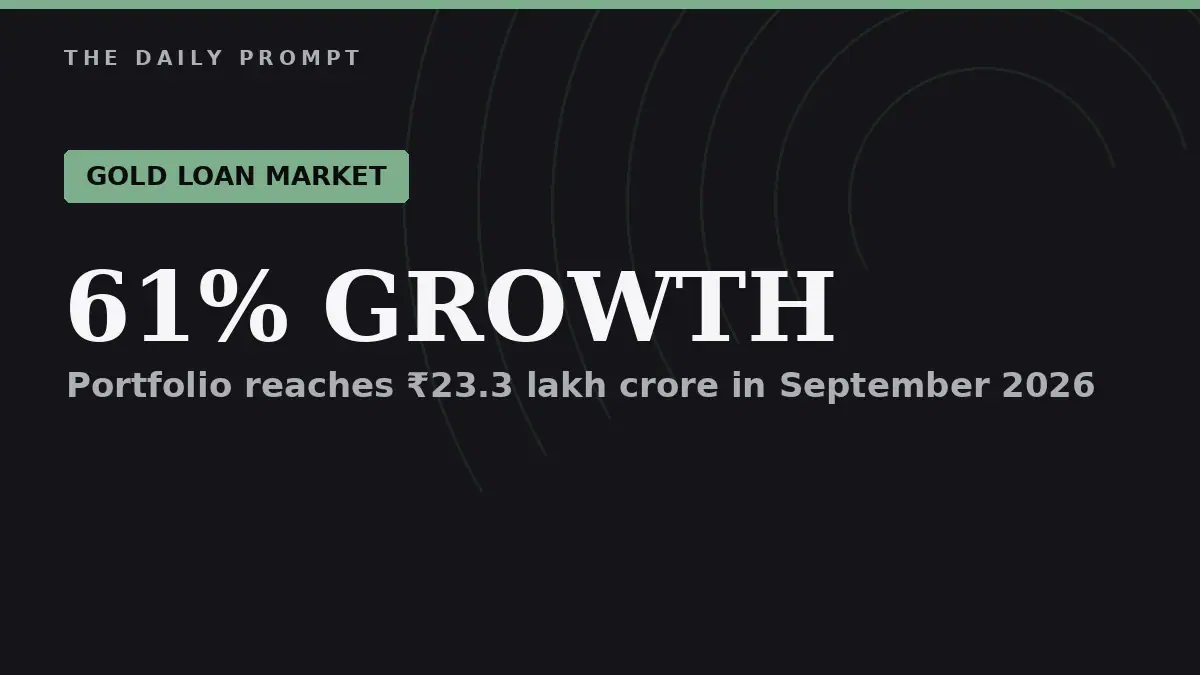 THE DAILY PROMPT
GOLD LOAN MARKET
61% GROWTH
Portfolio reaches ₹23.3 lakh crore in September 2026